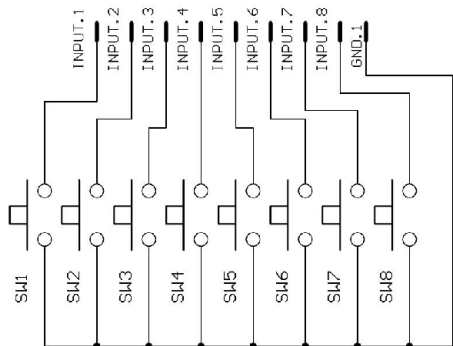 INPUT.1
INPUT.2
INPUT.3
INPUT.4
INPUT.5
INPUT.6
INPUT.7
INPUT.8
GND.1
SW1
SW2
SW3
SW4
SW5
SW6
SW7
SW8